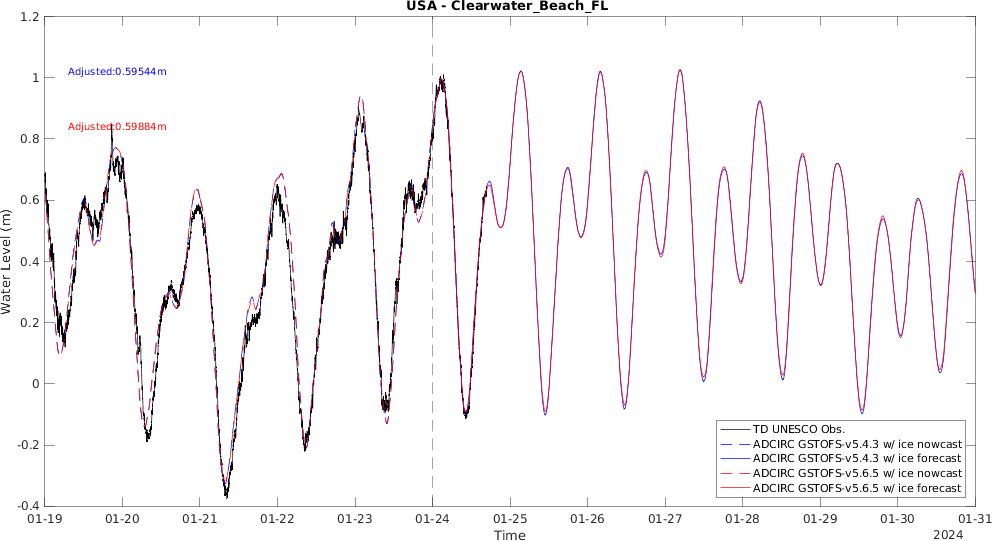 USA - Clearwater_Beach_FL
1.2
1
0.8
0.6
0.4
0.2
0
-0.2
-0.4
Water Level (m)
Adjusted:0.59544m
Adjusted:0.59884m
TD UNESCO Obs.
ADCIRC GSTOFS-v5.4.3 w/ ice nowcast
ADCIRC GSTOFS-v5.4.3 w/ ice forecast
ADCIRC GSTOFS-v5.6.5 w/ ice nowcast
ADCIRC GSTOFS-v5.6.5 w/ ice forecast
01-19 01-20 01-21 01-22 01-23 01-24 01-25 01-26 01-27 01-28 01-29 01-30 01-31
Time
2024